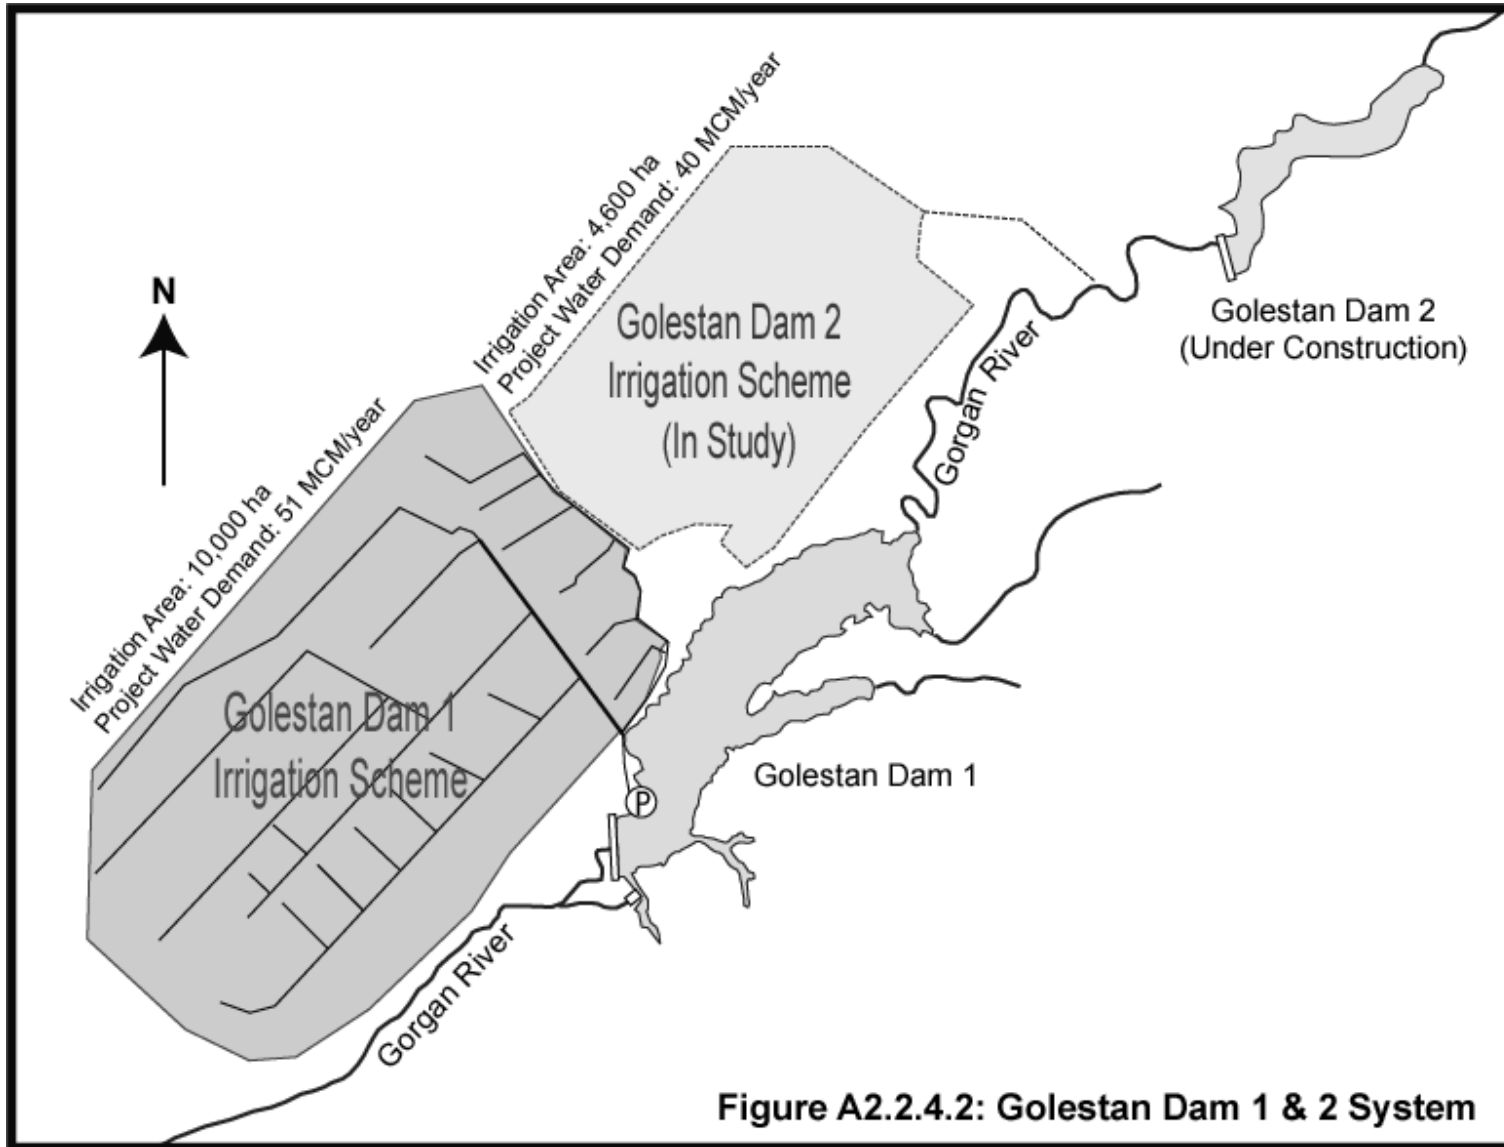 Irrigation Area: 4,600 ha
Project Water Demand: 40 MCM/year
N
Golestan Dam 2
Irrigation Scheme
(In Study)
Golestan Dam 2
(Under Construction)
Gorgan River
Irrigation Area: 10,000 ha
Project Water Demand: 51 MCM/year
Golestan Dam 1
Irrigation Scheme
Golestan Dam 1
P
Gorgan River
Figure A2.2.4.2: Golestan Dam 1 & 2 System